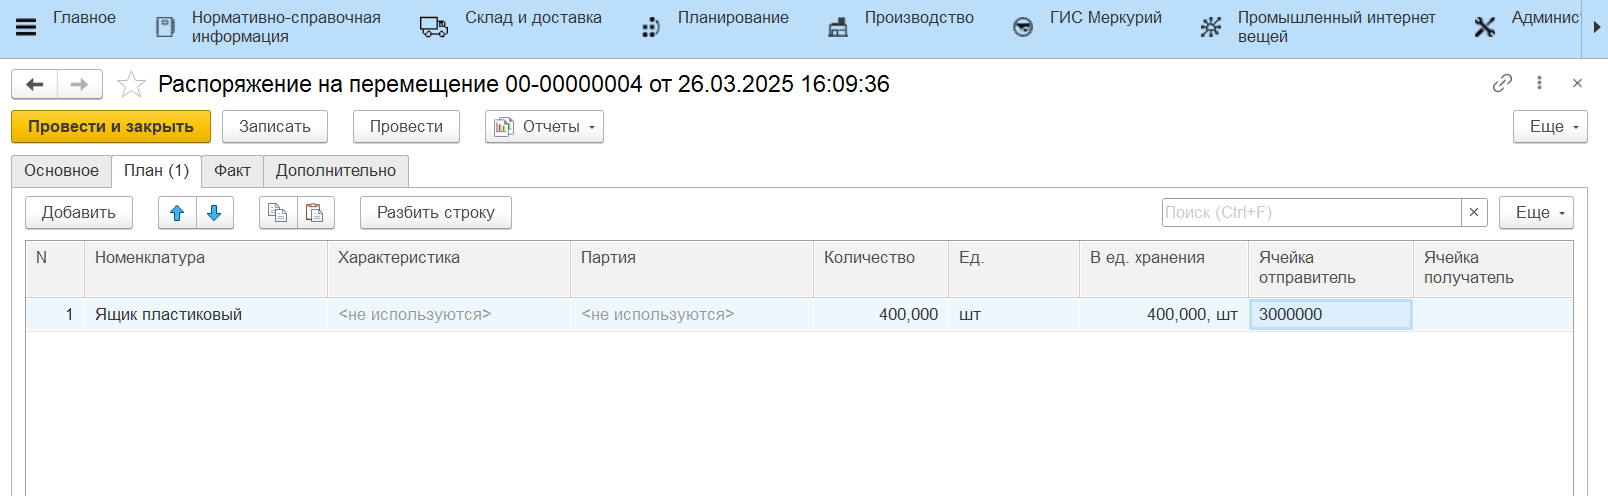 Главное
Нормативно-справочная информация
Склад и доставка
Планирование
Производство
ГИС Меркурий
Промышленный интернет вещей
Админис
Распоряжение на перемещение 00-00000004 от 26.03.2025 16:09:36
Провести и закрыть
Записать
Провести
Отчеты
Еще
Основное
План (1)
Факт
Дополнительно
Добавить
Разбить строку
Поиск (Ctrl+F)
×
Еще
N
Номенклатура
Характеристика
Партия
Количество
Ед.
В ед. хранения
Ячейка отправитель
Ячейка получатель
1
Ящик пластиковый
<не используются>
<не используются>
400,000
шт
400,000, шт
3000000